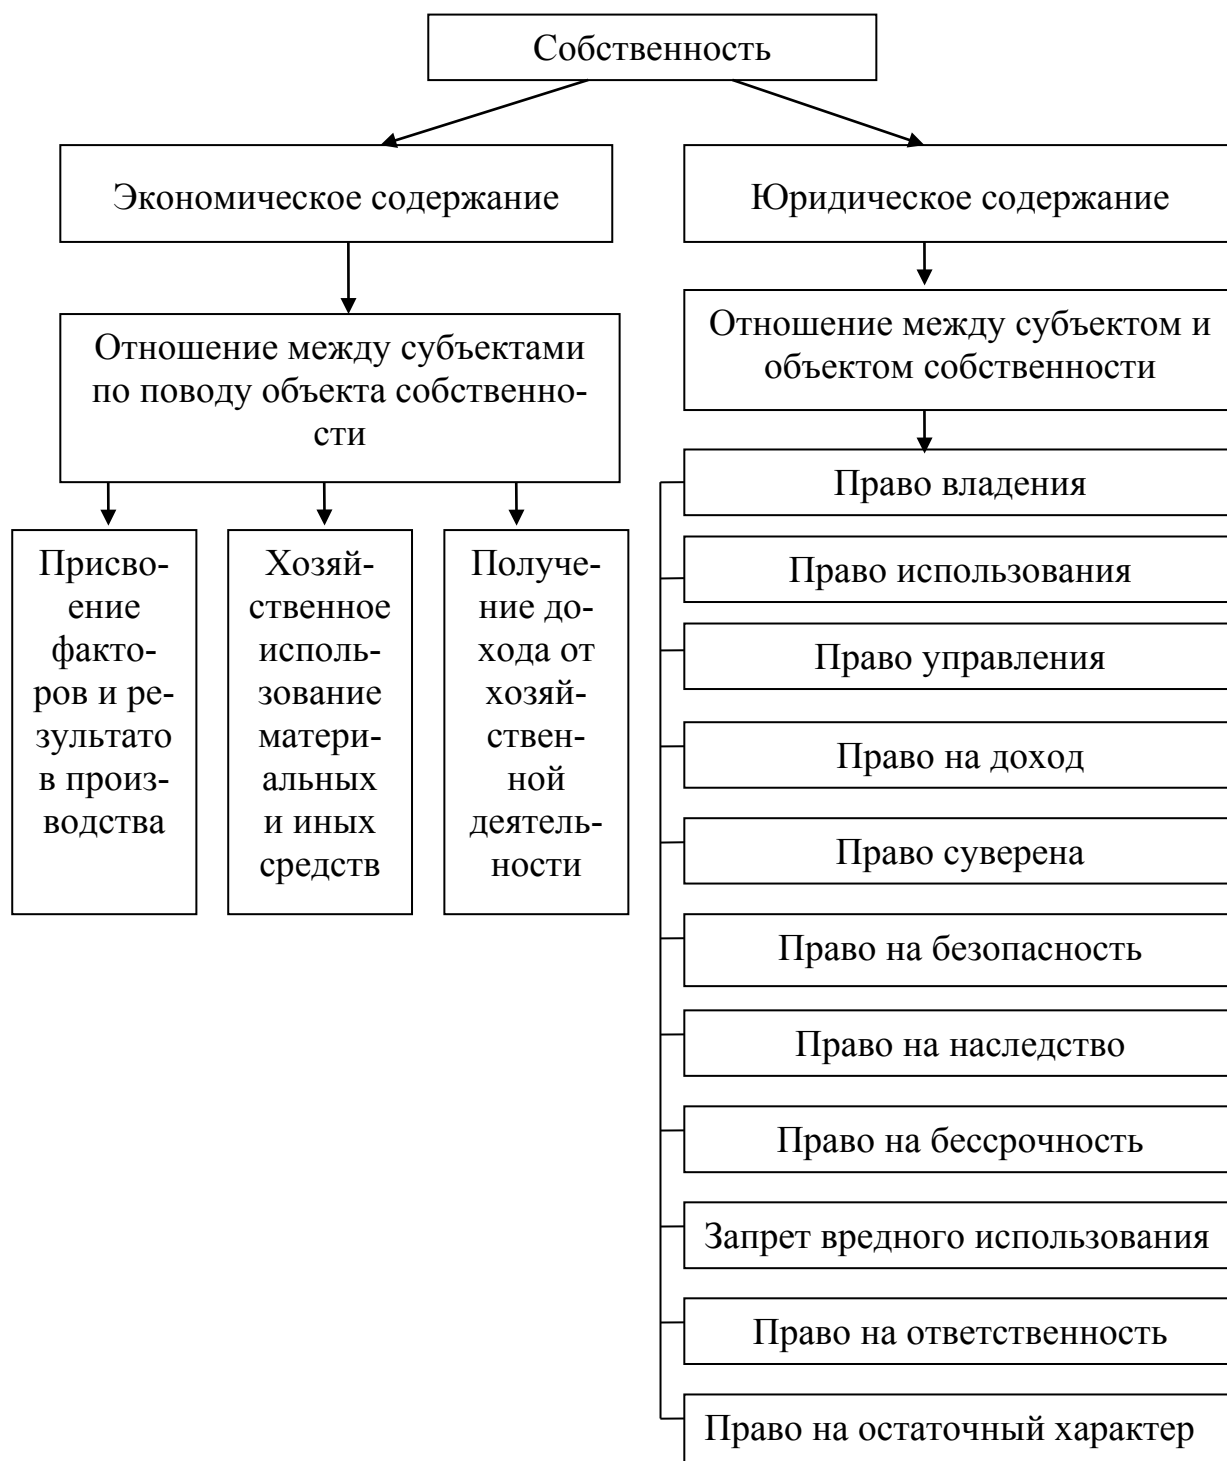 Собственность
Экономическое содержание
Юридическое содержание
Отношение между субъектами
по поводу объекта собственно-
сти
Отношение между субъектом и
объектом собственности
Присво-
ение
факто-
ров и ре-
зультато
в произ-
водства
Хозяй-
ственное
исполь-
зование
матери-
альных
и иных
средств
Получе-
ние до-
хода от
хозяй-
ствен-
ной
деятель-
ности
Право владения
Право использования
Право управления
Право на доход
Право суверена
Право на безопасность
Право на наследство
Право на бессрочность
Запрет вредного использования
Право на ответственность
Право на остаточный характер